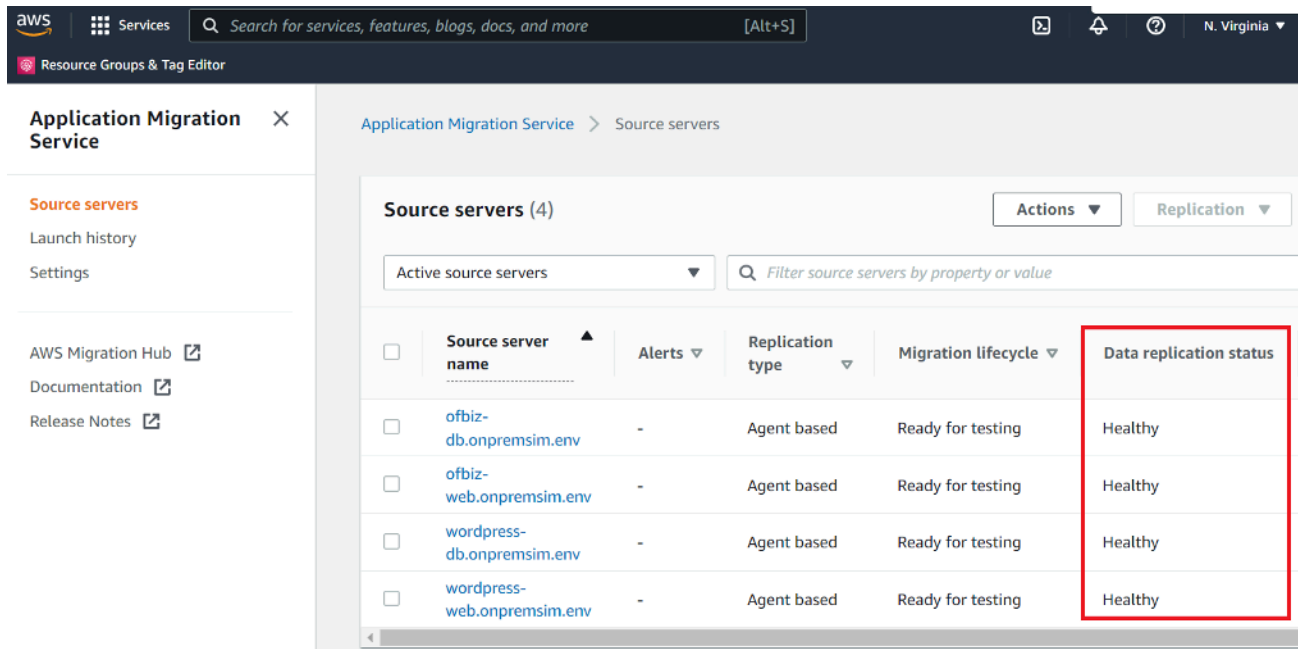 aws
Services
Search for services, features, blogs, docs, and more
[Alt+S]
N. Virginia
Resource Groups & Tag Editor
Application Migration
Service
Source servers
Launch history
Settings
AWS Migration Hub
Documentation
Release Notes
Application Migration Service
Source servers
Source servers (4)
Actions
Replication
Active source servers
Filter source servers by property or value
Source server
name
Alerts
Replication
type
Migration lifecycle
Data replication status
ofbiz-
db.onpremsim.env
-
Agent based
Ready for testing
Healthy
ofbiz-
web.onpremsim.env
-
Agent based
Ready for testing
Healthy
wordpress-
db.onpremsim.env
-
Agent based
Ready for testing
Healthy
wordpress-
web.onpremsim.env
-
Agent based
Ready for testing
Healthy